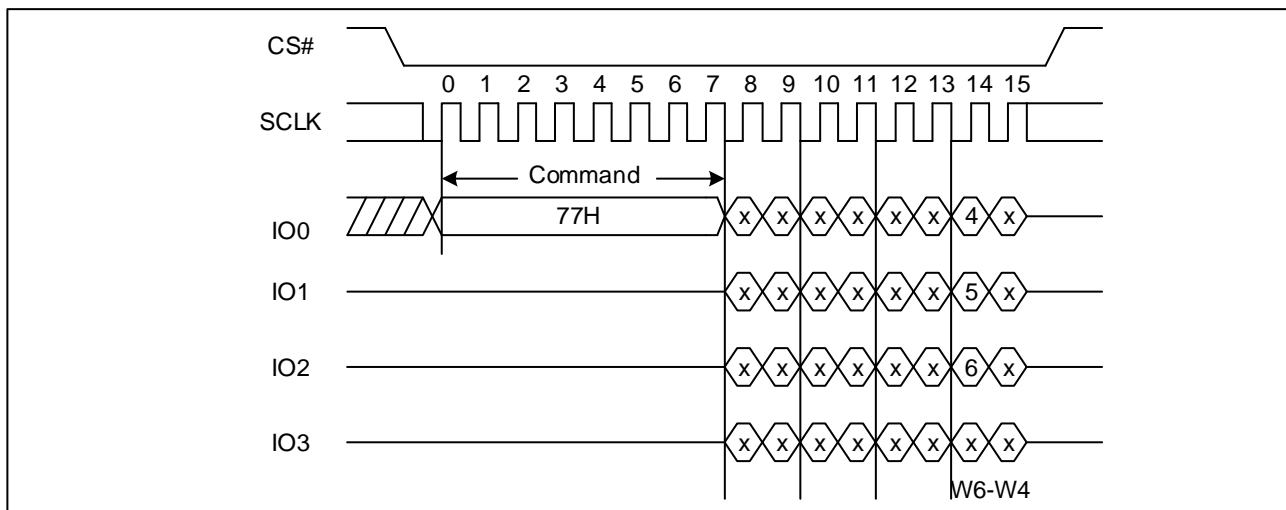 CS#
0 1 2 3 4 5 6 7 8 9 10 11 12 13 14 15
SCLK
Command
77H
IO0 x x x x x x 4 x
IO1 x x x x x x 5 x
IO2 x x x x x x 6 x
IO3 x x x x x x x x
W6-W4